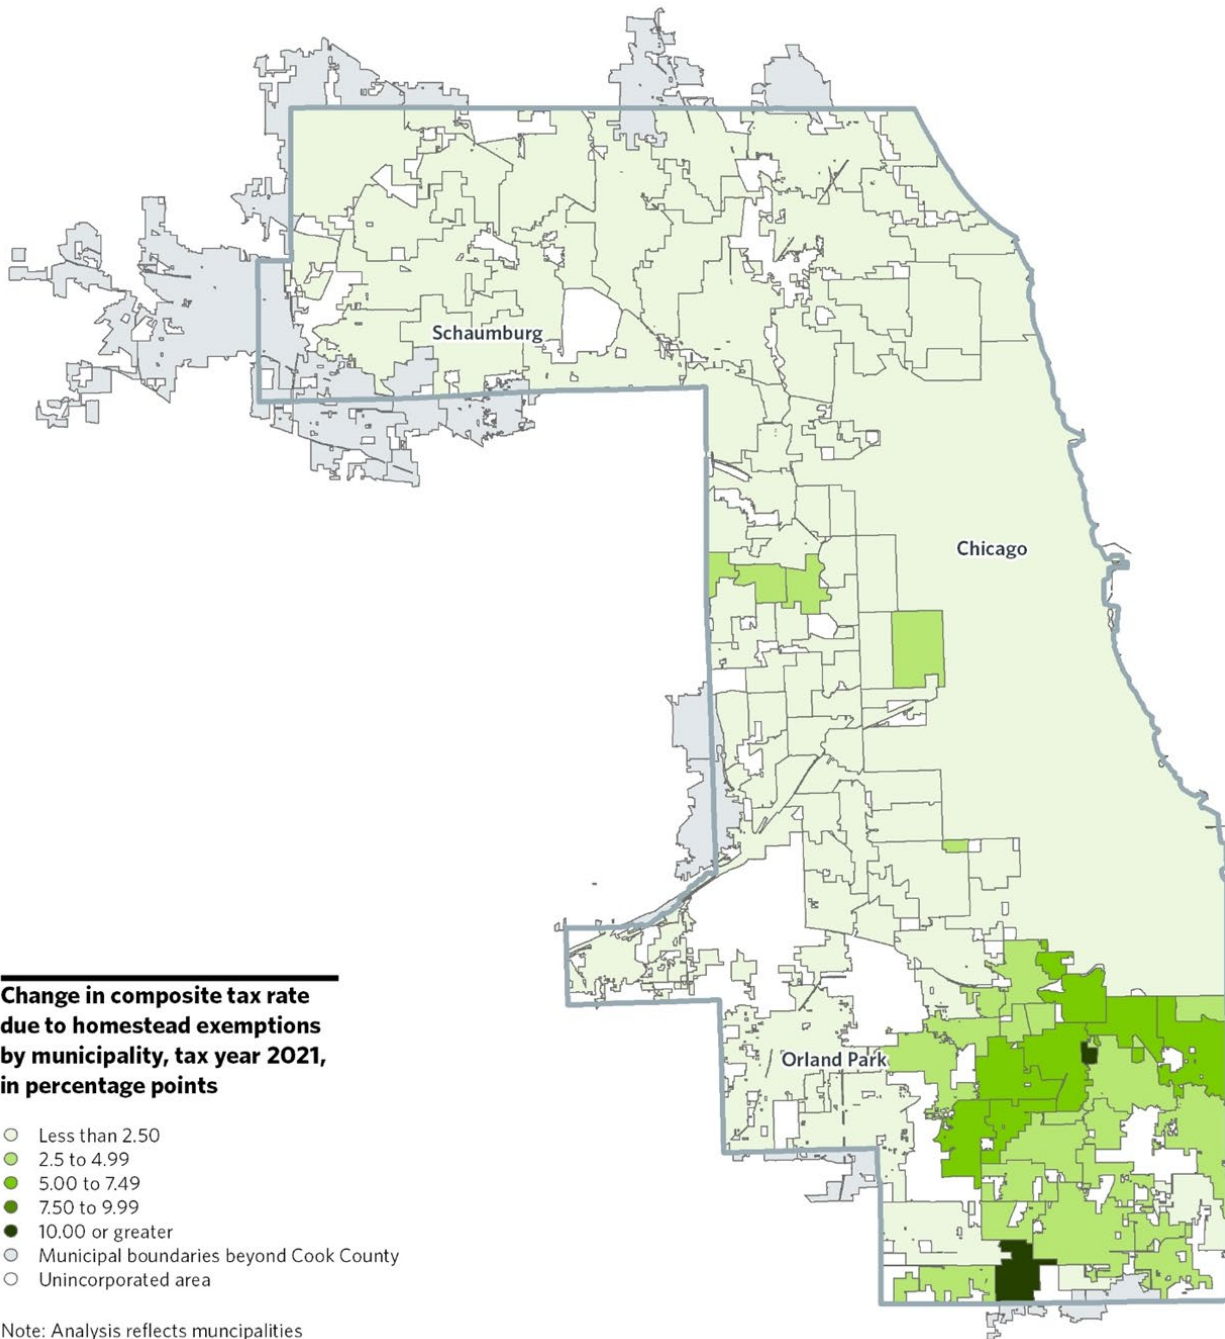 Schaumburg
Chicago
Orland Park
Change in composite tax rate
due to homestead exemptions
by municipality, tax year 2021,
in percentage points
Less than 2.50
2.5 to 4.99
5.00 to 7.49
7.50 to 9.99
10.00 or greater
Municipal boundaries beyond Cook County
Unincorporated area
Note: Analysis reflects muncipalities